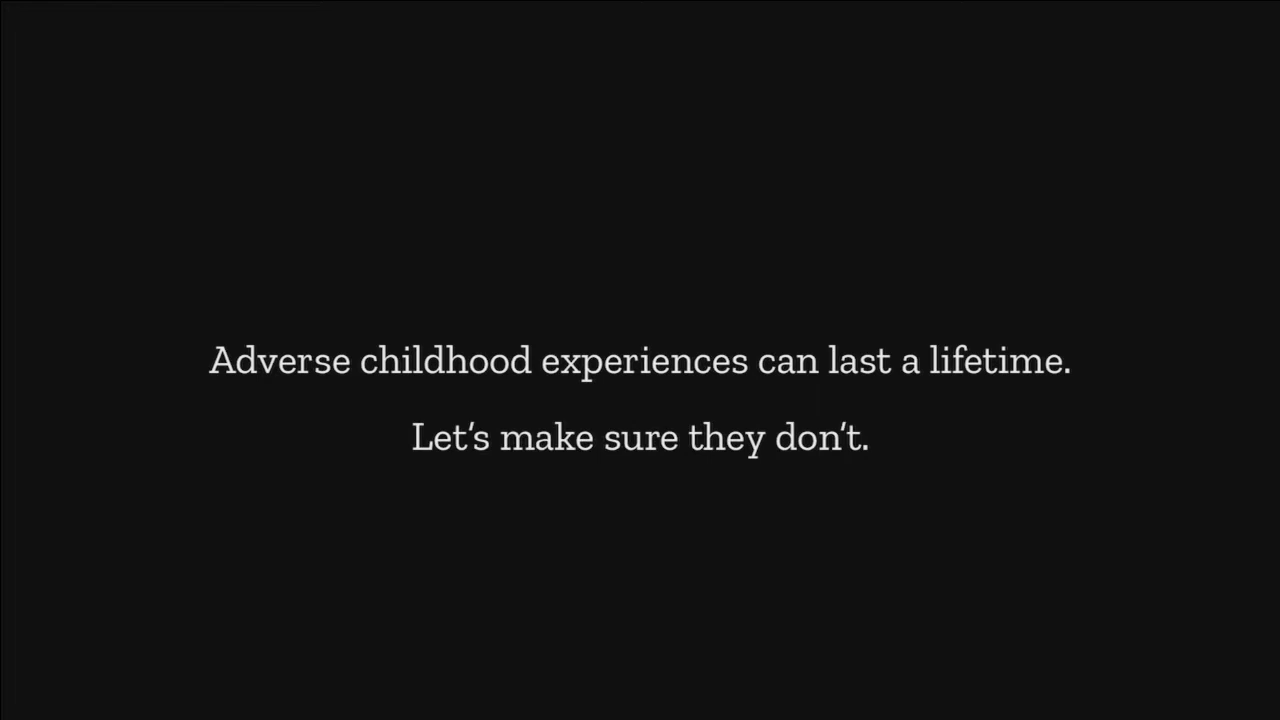 Adverse childhood experiences can last a lifetime.
Let's make sure they don't.